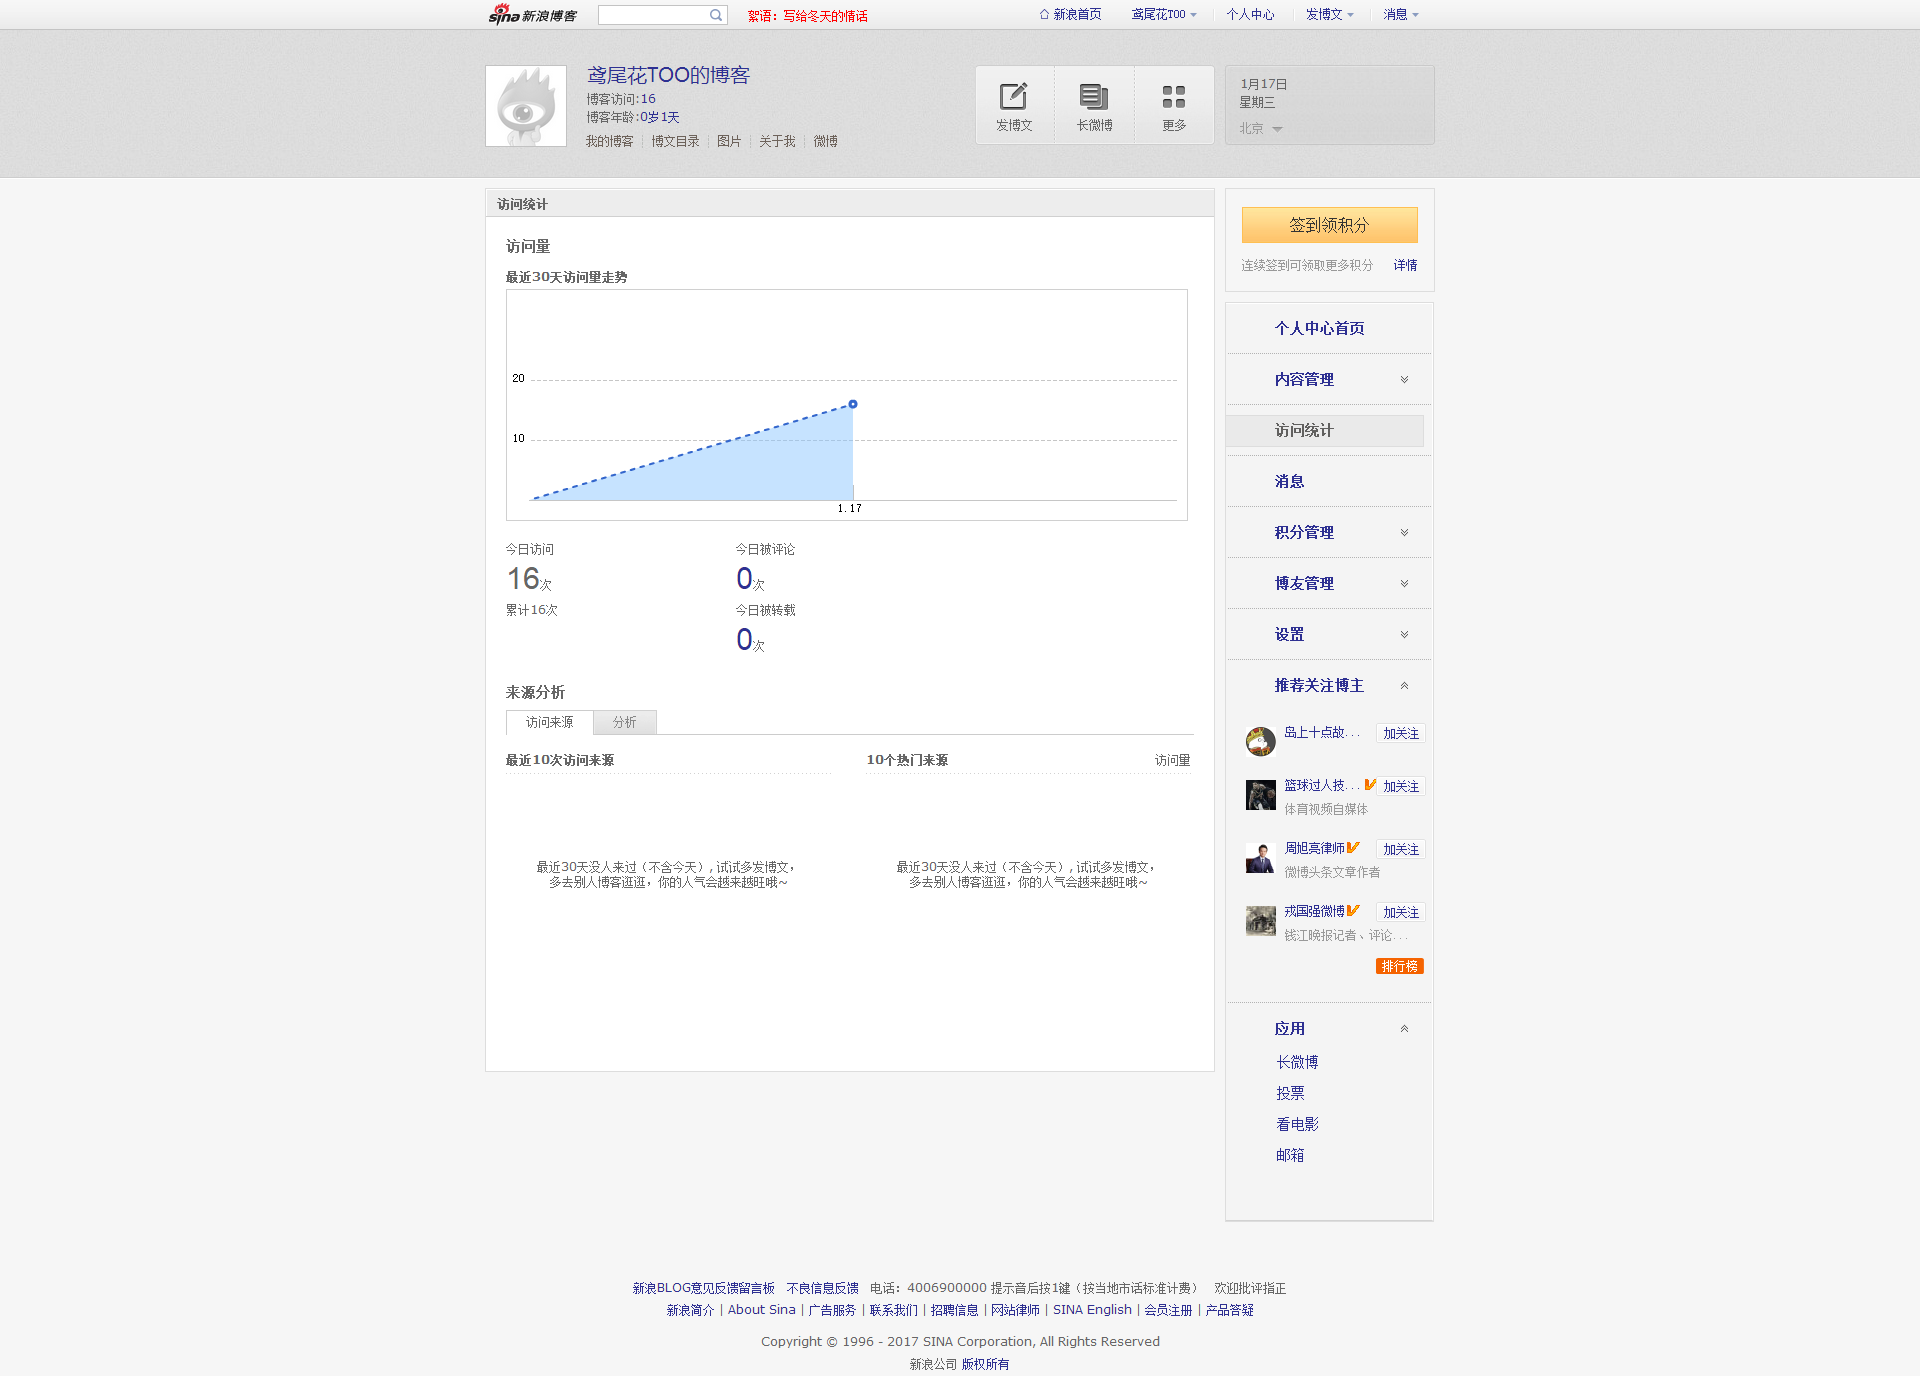 sina 新浪博客
絮语：写给冬天的情话
新浪首页 鸢尾花TOO 个人中心 发博文 消息
鸢尾花TOO的博客
博客访问:16
博客年龄:0岁1天
我的博客 博文目录 图片 关于我 微博
发博文 长微博 更多
1月17日
星期三
北京
访问统计
访问量
最近30天访问量走势
20
10
1.17
今日访问 今日被评论
16次 0次
累计16次 今日被转载
0次
来源分析
访问来源 分析
最近10次访问来源 10个热门来源 访问量
最近30天没人来过（不含今天）,试试多发博文，
多去别人博客逛逛，你的人气会越来越旺哦~
最近30天没人来过（不含今天）,试试多发博文，
多去别人博客逛逛，你的人气会越来越旺哦~
签到领积分
连续签到可领取更多积分 详情
个人中心首页
内容管理
访问统计
消息
积分管理
博友管理
设置
推荐关注博主
岛上十点故... 加关注
篮球过人技... 加关注
体育视频自媒体
周旭亮律师 加关注
微博头条文章作者
戎国强微博 加关注
钱江晚报记者、评论...
排行榜
应用
长微博
投票
看电影
邮箱
新浪BLOG意见反馈留言板 不良信息反馈 电话：4006900000 提示音后按1键（按当地市话标准计费） 欢迎批评指正
新浪简介 | About Sina | 广告服务 | 联系我们 | 招聘信息 | 网站律师 | SINA English | 会员注册 | 产品答疑
Copyright © 1996 - 2017 SINA Corporation, All Rights Reserved
新浪公司 版权所有